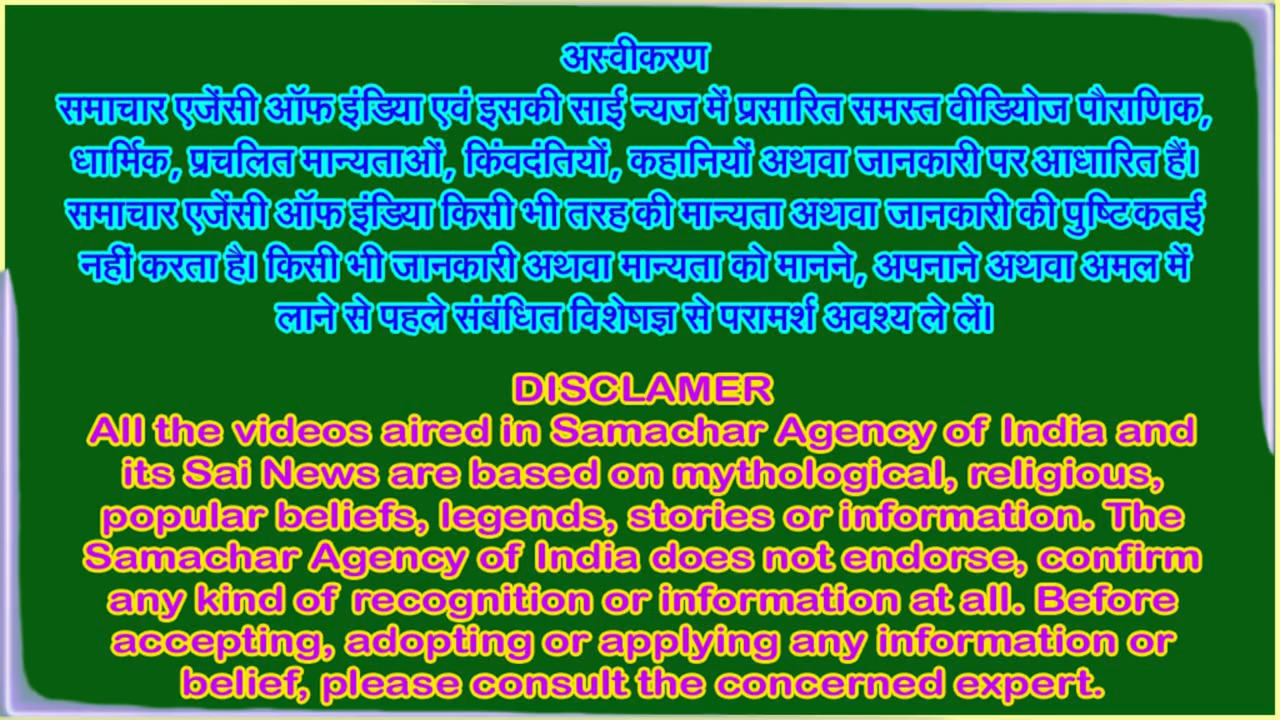 अस्वीकरण
समाचार एजेंसी ऑफ इंडिया एवं इसकी साई न्यज में प्रसारित समस्त वीडियोज पौराणिक,
धार्मिक, प्रचलित मान्यताओं, किंवदंतियों, कहानियों अथवा जानकारी पर आधारित हैं।
समाचार एजेंसी ऑफ इंडिया किसी भी तरह की मान्यता अथवा जानकारी की पुष्टि कतई
नहीं करता है। किसी भी जानकारी अथवा मान्यता को मानने, अपनाने अथवा अमल में
लाने से पहले संबंधित विशेषज्ञ से परामर्श अवश्य ले लें।
DISCLAMER
All the videos aired in Samachar Agency of India and
its Sai News are based on mythological, religious,
popular beliefs, legends, stories or information. The
Samachar Agency of India does not endorse, confirm
any kind of recognition or information at all. Before
accepting, adopting or applying any information or
belief, please consult the concerned expert.